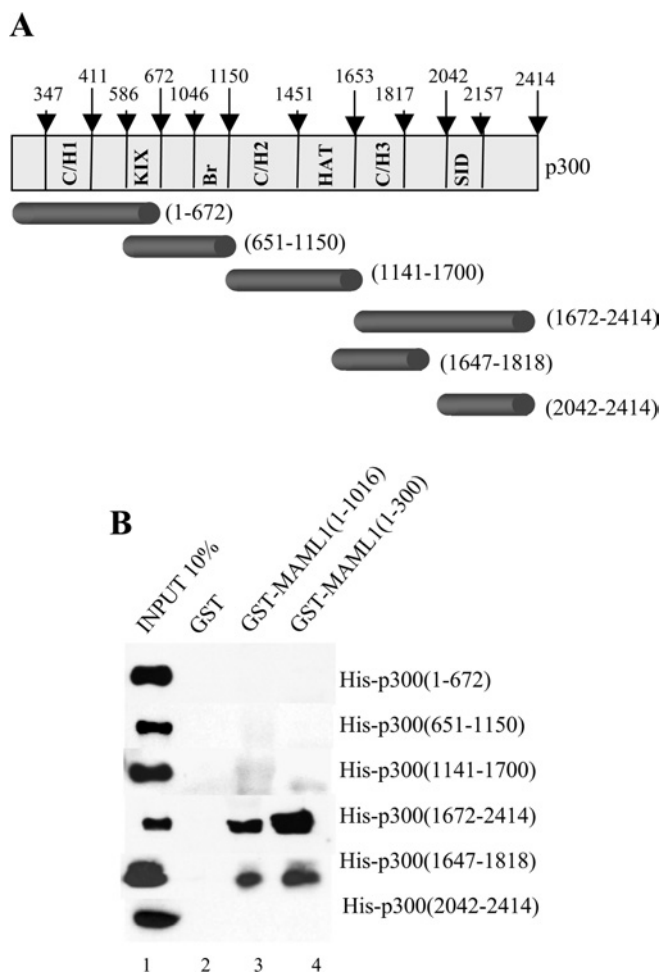 A
411 672 1150 1653 2042 2414
347 586 1046 1451 1817 2157
C/H1 KIX Br C/H2 HAT C/H3 SID p300
(1-672)
(651-1150)
(1141-1700)
(1672-2414)
(1647-1818)
(2042-2414)
B
INPUT 10% GST GST-MAML1(1-1016) GST-MAML1(1-300)
His-p300(1-672)
His-p300(651-1150)
His-p300(1141-1700)
His-p300(1672-2414)
His-p300(1647-1818)
His-p300(2042-2414)
1 2 3 4